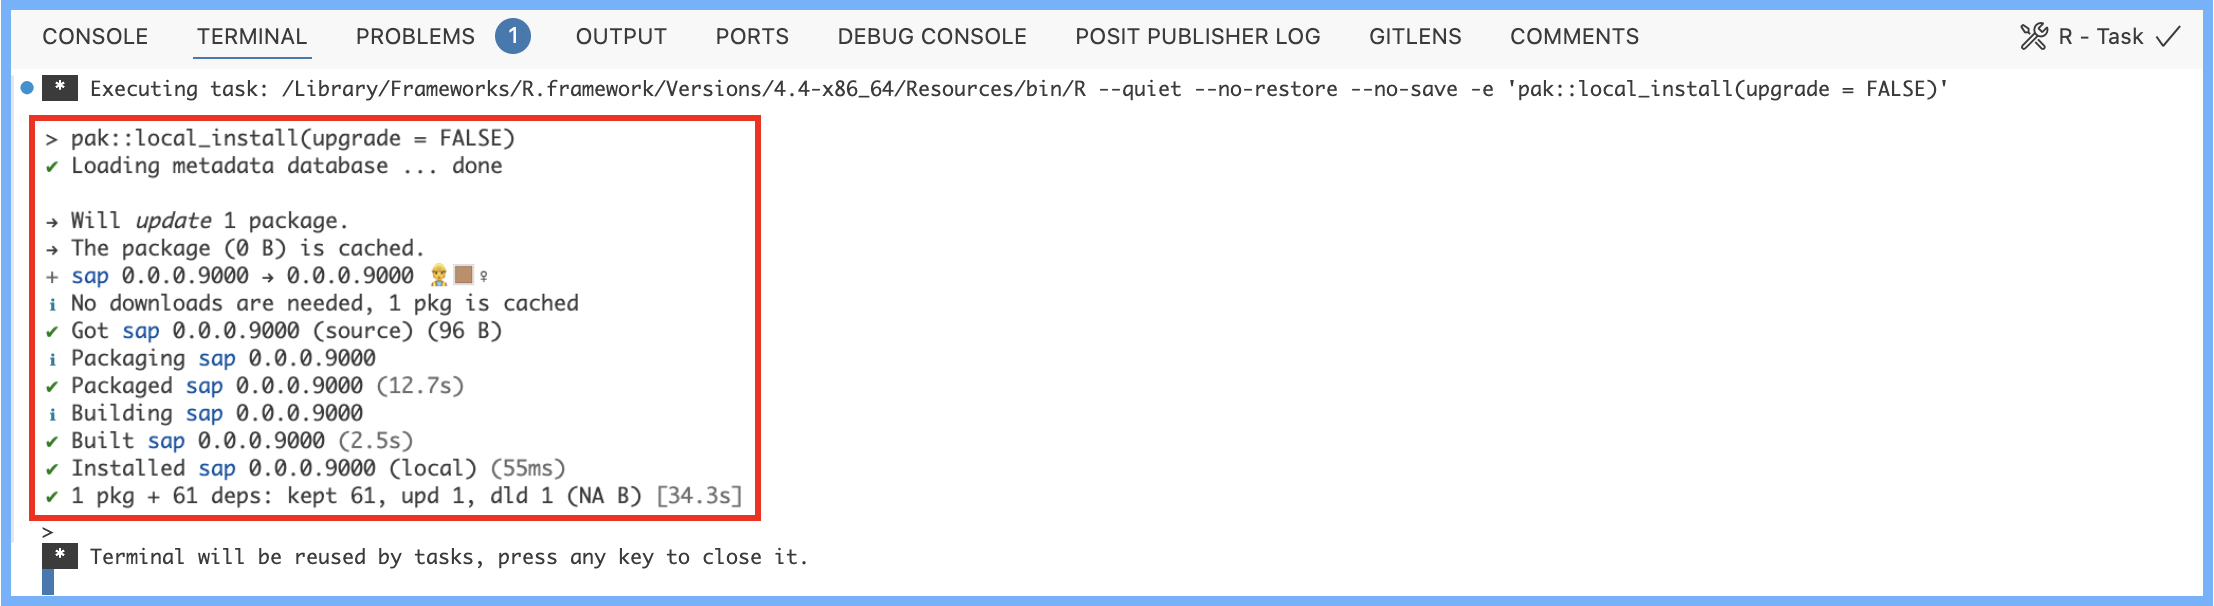 CONSOLE TERMINAL PROBLEMS 1 OUTPUT PORTS DEBUG CONSOLE POSIT PUBLISHER LOG GITLENS COMMENTS R - Task ✓
* Executing task: /Library/Frameworks/R.framework/Versions/4.4-x86_64/Resources/bin/R --quiet --no-restore --no-save -e 'pak::local_install(upgrade = FALSE)'
> pak::local_install(upgrade = FALSE)
✔ Loading metadata database ... done
→ Will update 1 package.
→ The package (0 B) is cached.
+ sap 0.0.0.9000 → 0.0.0.9000 👷🏽♀
ℹ No downloads are needed, 1 pkg is cached
✔ Got sap 0.0.0.9000 (source) (96 B)
ℹ Packaging sap 0.0.0.9000
✔ Packaged sap 0.0.0.9000 (12.7s)
ℹ Building sap 0.0.0.9000
✔ Built sap 0.0.0.9000 (2.5s)
✔ Installed sap 0.0.0.9000 (local) (55ms)
✔ 1 pkg + 61 deps: kept 61, upd 1, dld 1 (NA B) [34.3s]
>
* Terminal will be reused by tasks, press any key to close it.